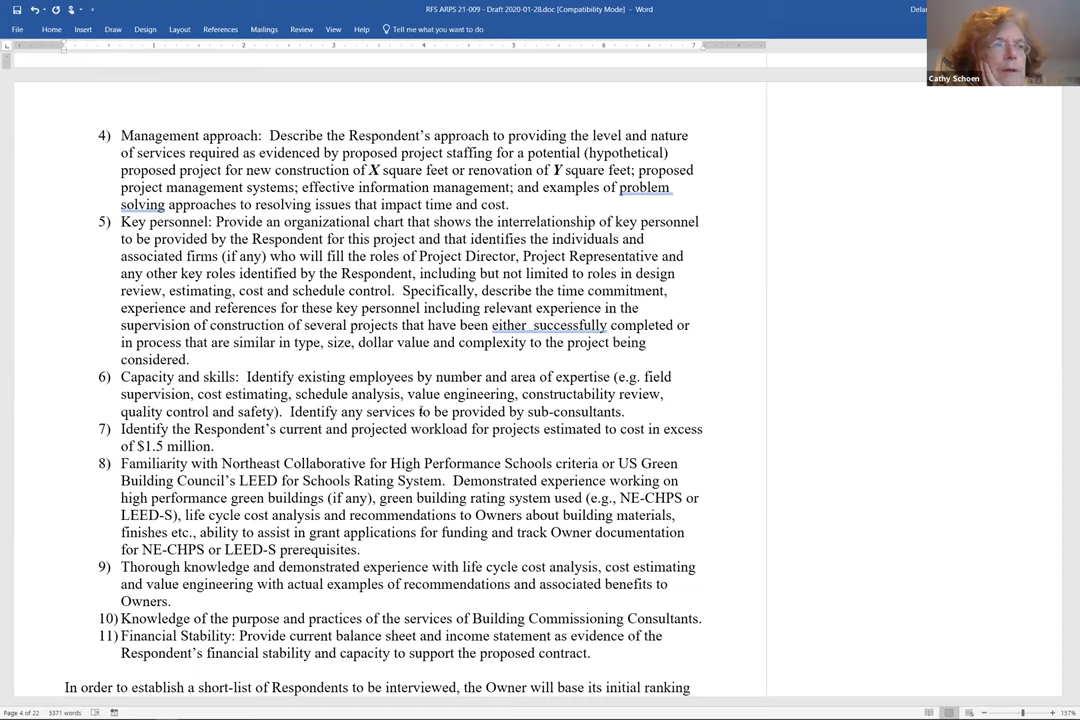 RFS ARPS 21-009 - Draft 2020-01-28.doc [Compatibility Mode] - Word
Delan
File Home Insert Draw Design Layout References Mailings Review View Help Tell me what you want to do
1 2 3 4 5 6 7
Cathy Schoen
4) Management approach: Describe the Respondent's approach to providing the level and nature
of services required as evidenced by proposed project staffing for a potential (hypothetical)
proposed project for new construction of X square feet or renovation of Y square feet; proposed
project management systems; effective information management; and examples of problem
solving approaches to resolving issues that impact time and cost.
5) Key personnel: Provide an organizational chart that shows the interrelationship of key personnel
to be provided by the Respondent for this project and that identifies the individuals and
associated firms (if any) who will fill the roles of Project Director, Project Representative and
any other key roles identified by the Respondent, including but not limited to roles in design
review, estimating, cost and schedule control. Specifically, describe the time commitment,
experience and references for these key personnel including relevant experience in the
supervision of construction of several projects that have been either successfully completed or
in process that are similar in type, size, dollar value and complexity to the project being
considered.
6) Capacity and skills: Identify existing employees by number and area of expertise (e.g. field
supervision, cost estimating, schedule analysis, value engineering, constructability review,
quality control and safety). Identify any services to be provided by sub-consultants.
7) Identify the Respondent's current and projected workload for projects estimated to cost in excess
of $1.5 million.
8) Familiarity with Northeast Collaborative for High Performance Schools criteria or US Green
Building Council's LEED for Schools Rating System. Demonstrated experience working on
high performance green buildings (if any), green building rating system used (e.g., NE-CHPS or
LEED-S), life cycle cost analysis and recommendations to Owners about building materials,
finishes etc., ability to assist in grant applications for funding and track Owner documentation
for NE-CHPS or LEED-S prerequisites.
9) Thorough knowledge and demonstrated experience with life cycle cost analysis, cost estimating
and value engineering with actual examples of recommendations and associated benefits to
Owners.
10) Knowledge of the purpose and practices of the services of Building Commissioning Consultants.
11) Financial Stability: Provide current balance sheet and income statement as evidence of the
Respondent's financial stability and capacity to support the proposed contract.
In order to establish a short-list of Respondents to be interviewed, the Owner will base its initial ranking
Page 4 of 22 5371 words 157%